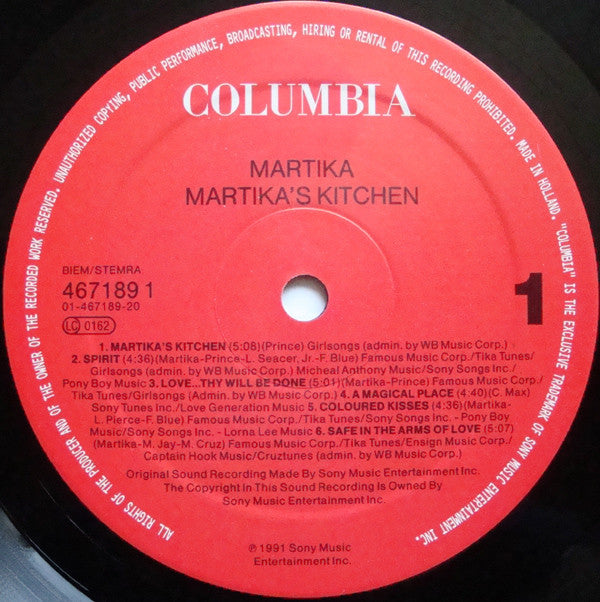 ALL RIGHTS OF THE PRODUCER AND OF THE OWNER OF THE RECORDED WORK RESERVED. UNAUTHORIZED COPYING, PUBLIC PERFORMANCE, BROADCASTING, HIRING OR RENTAL OF THIS RECORDING PROHIBITED. MADE IN HOLLAND. "COLUMBIA" IS THE EXCLUSIVE TRADEMARK OF SONY MUSIC ENTERTAINMENT INC.
COLUMBIA
MARTIKA
MARTIKA'S KITCHEN
BIEM/STEMRA
467189 1
01-467189-20
LC 0162
1
1. MARTIKA'S KITCHEN (5:08)(Prince) Girlsongs (admin. by WB Music Corp.)
2. SPIRIT (4:36)(Martika-Prince-L. Seacer, Jr.-F. Blue) Famous Music Corp./Tika Tunes/
Girlsongs (admin. by WB Music Corp.) Micheal Anthony Music/Sony Songs Inc./
Pony Boy Music 3. LOVE...THY WILL BE DONE (5:01)(Martika-Prince) Famous Music Corp./
Tika Tunes/Girlsongs (Admin. by WB Music Corp.) 4. A MAGICAL PLACE (4:40)(C. Max)
Sony Tunes Inc./Love Generation Music 5. COLOURED KISSES (4:36)(Martika-
L. Pierce-F. Blue) Famous Music Corp./Tika Tunes/Sony Songs Inc. - Pony Boy
Music/Sony Songs Inc. - Lorna Lee Music 6. SAFE IN THE ARMS OF LOVE (5:07)
(Martika-M. Jay-M. Cruz) Famous Music Corp./Tika Tunes/Ensign Music Corp./
Captain Hook Music/Cruztunes (admin. by WB Music Corp.)
Original Sound Recording Made By Sony Music Entertainment Inc.
The Copyright In This Sound Recording Is Owned By
Sony Music Entertainment Inc.
℗ 1991 Sony Music
Entertainment Inc.